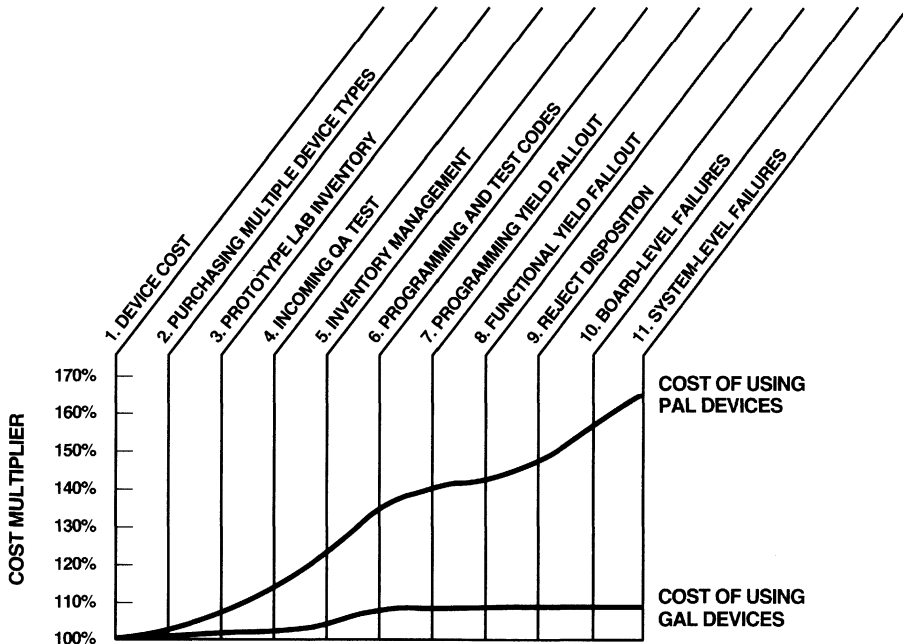 1. DEVICE COST
2. PURCHASING MULTIPLE DEVICE TYPES
3. PROTOTYPE LAB INVENTORY
4. INCOMING QA TEST
5. INVENTORY MANAGEMENT
6. PROGRAMMING AND TEST CODES
7. PROGRAMMING YIELD FALLOUT
8. FUNCTIONAL YIELD FALLOUT
9. REJECT DISPOSITION
10. BOARD-LEVEL FAILURES
11. SYSTEM-LEVEL FAILURES
COST MULTIPLIER
170%
160%
150%
140%
130%
120%
110%
100%
COST OF USING
PAL DEVICES
COST OF USING
GAL DEVICES